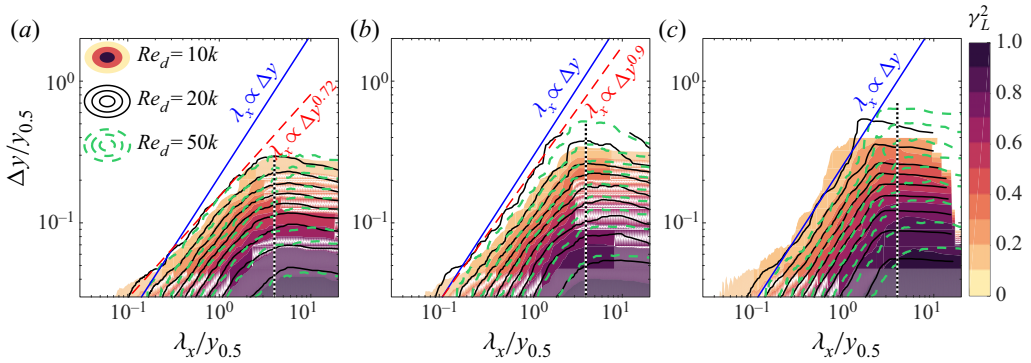 (a)
(b)
(c)
γ_L^2
Re_d = 10k
Re_d = 20k
Re_d = 50k
λ_x ∝ Δy
λ_x ∝ Δy^0.72
λ_x ∝ Δy
λ_x ∝ Δy^0.9
λ_x ∝ Δy
Δy/y_0.5
10^0
10^−1
10^0
10^−1
10^0
10^−1
10^−1
10^0
10^1
10^−1
10^0
10^1
10^−1
10^0
10^1
λ_x/y_0.5
λ_x/y_0.5
λ_x/y_0.5
1.0
0.8
0.6
0.4
0.2
0